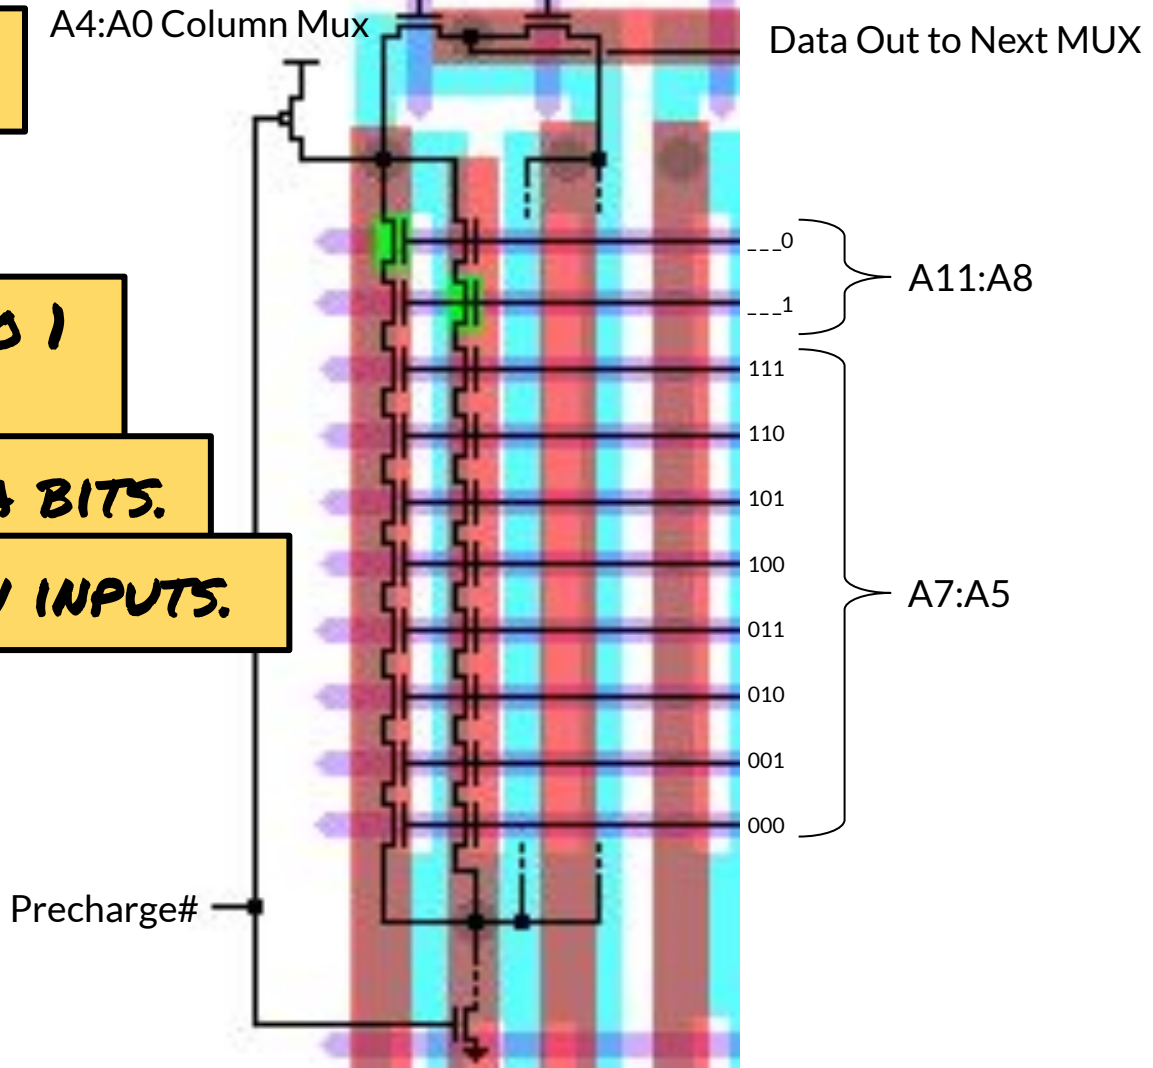 A4:A0 Column Mux
Data Out to Next MUX
___0
A11:A8
___1
111
110
101
100
A7:A5
011
010
001
000
1
BITS.
INPUTS.
Precharge#